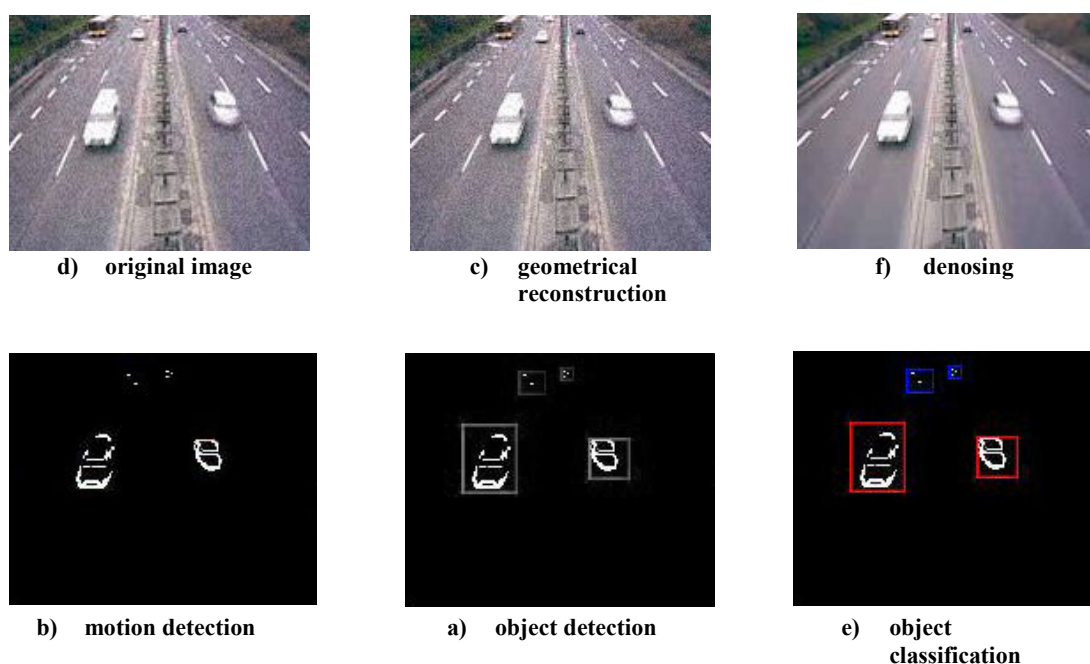 d) original image
c) geometrical
reconstruction
f) denosing
b) motion detection
a) object detection
e) object
classification